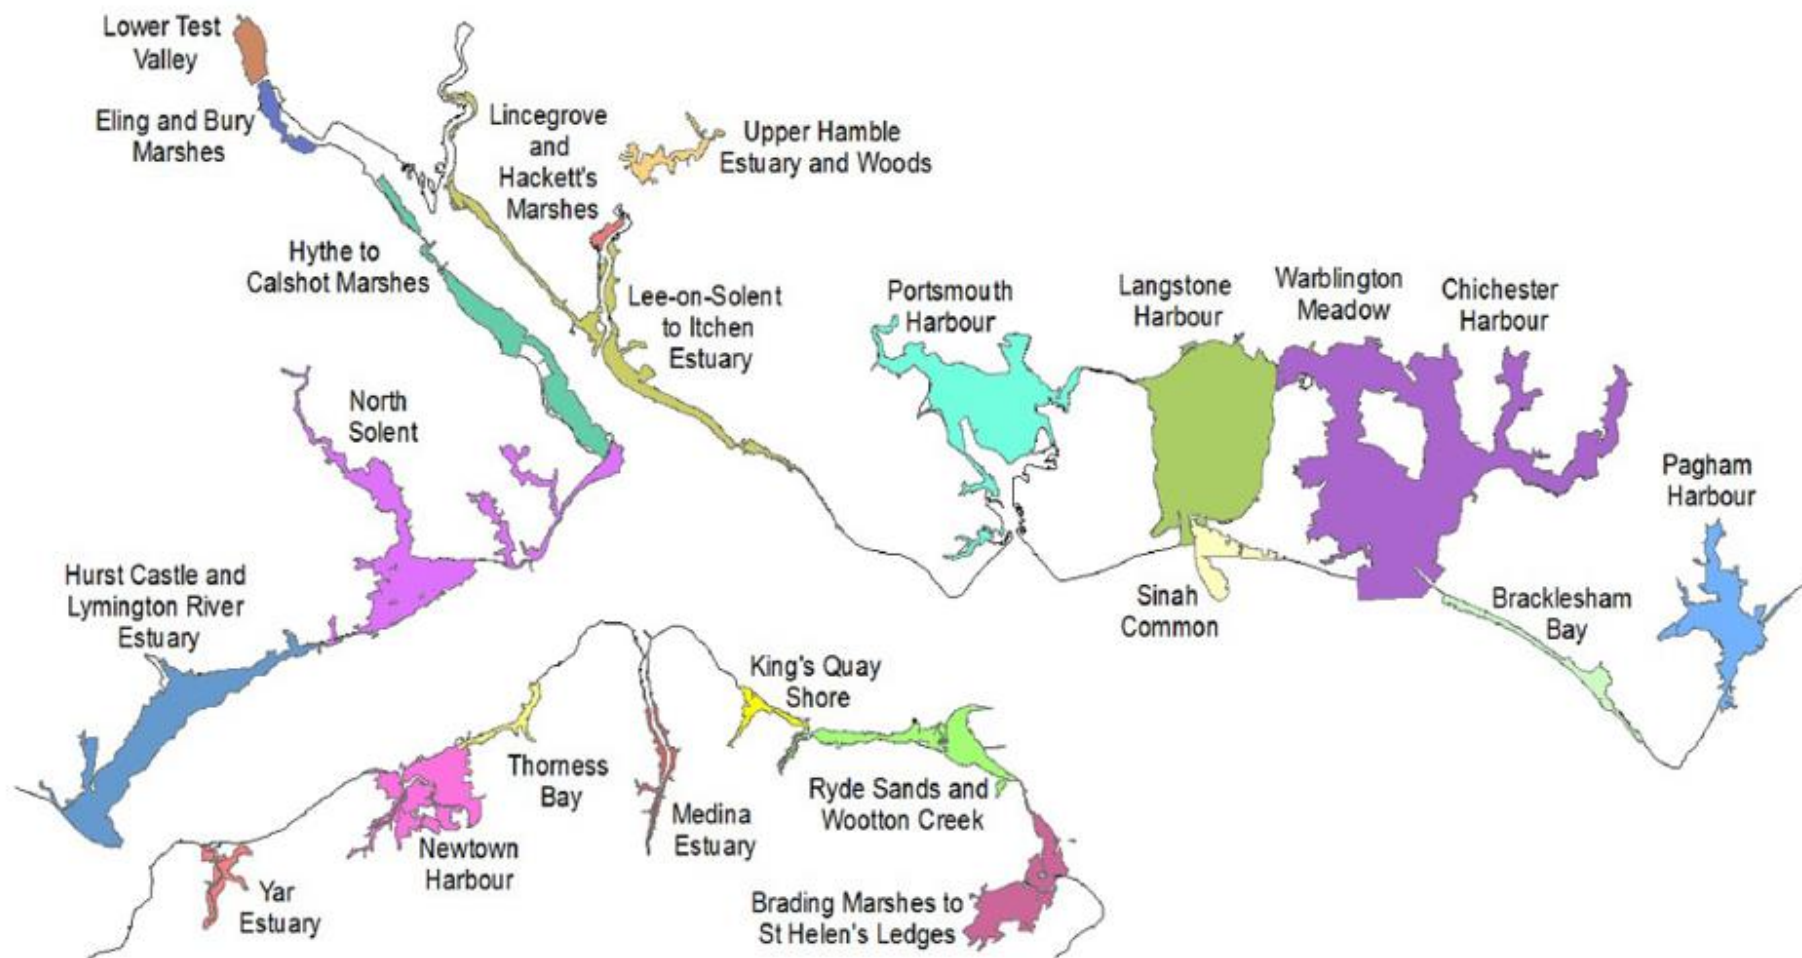 Lower Test
Valley
Eling and Bury
Marshes
Lincegrove
and
Hackett's
Marshes
Upper Hamble
Estuary and Woods
Hythe to
Calshot Marshes
Lee-on-Solent
to Itchen
Estuary
Portsmouth
Harbour
Langstone
Harbour
Warblington
Meadow
Chichester
Harbour
North
Solent
Pagham
Harbour
Hurst Castle and
Lymington River
Estuary
Sinah
Common
Bracklesham
Bay
King's Quay
Shore
Thorness
Bay
Ryde Sands and
Wootton Creek
Medina
Estuary
Newtown
Harbour
Yar
Estuary
Brading Marshes to
St Helen's Ledges